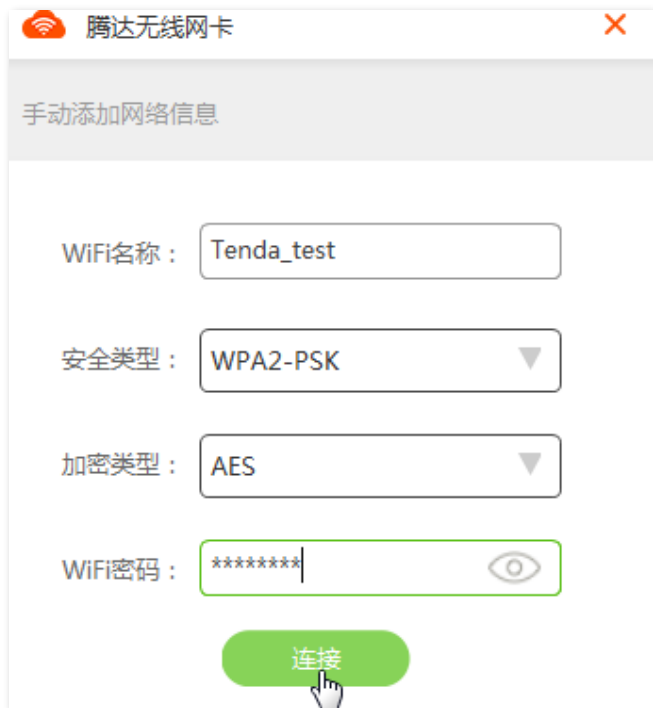 腾达无线网卡
手动添加网络信息
WiFi名称： Tenda_test
安全类型： WPA2-PSK
加密类型： AES
WiFi密码： ********
连接